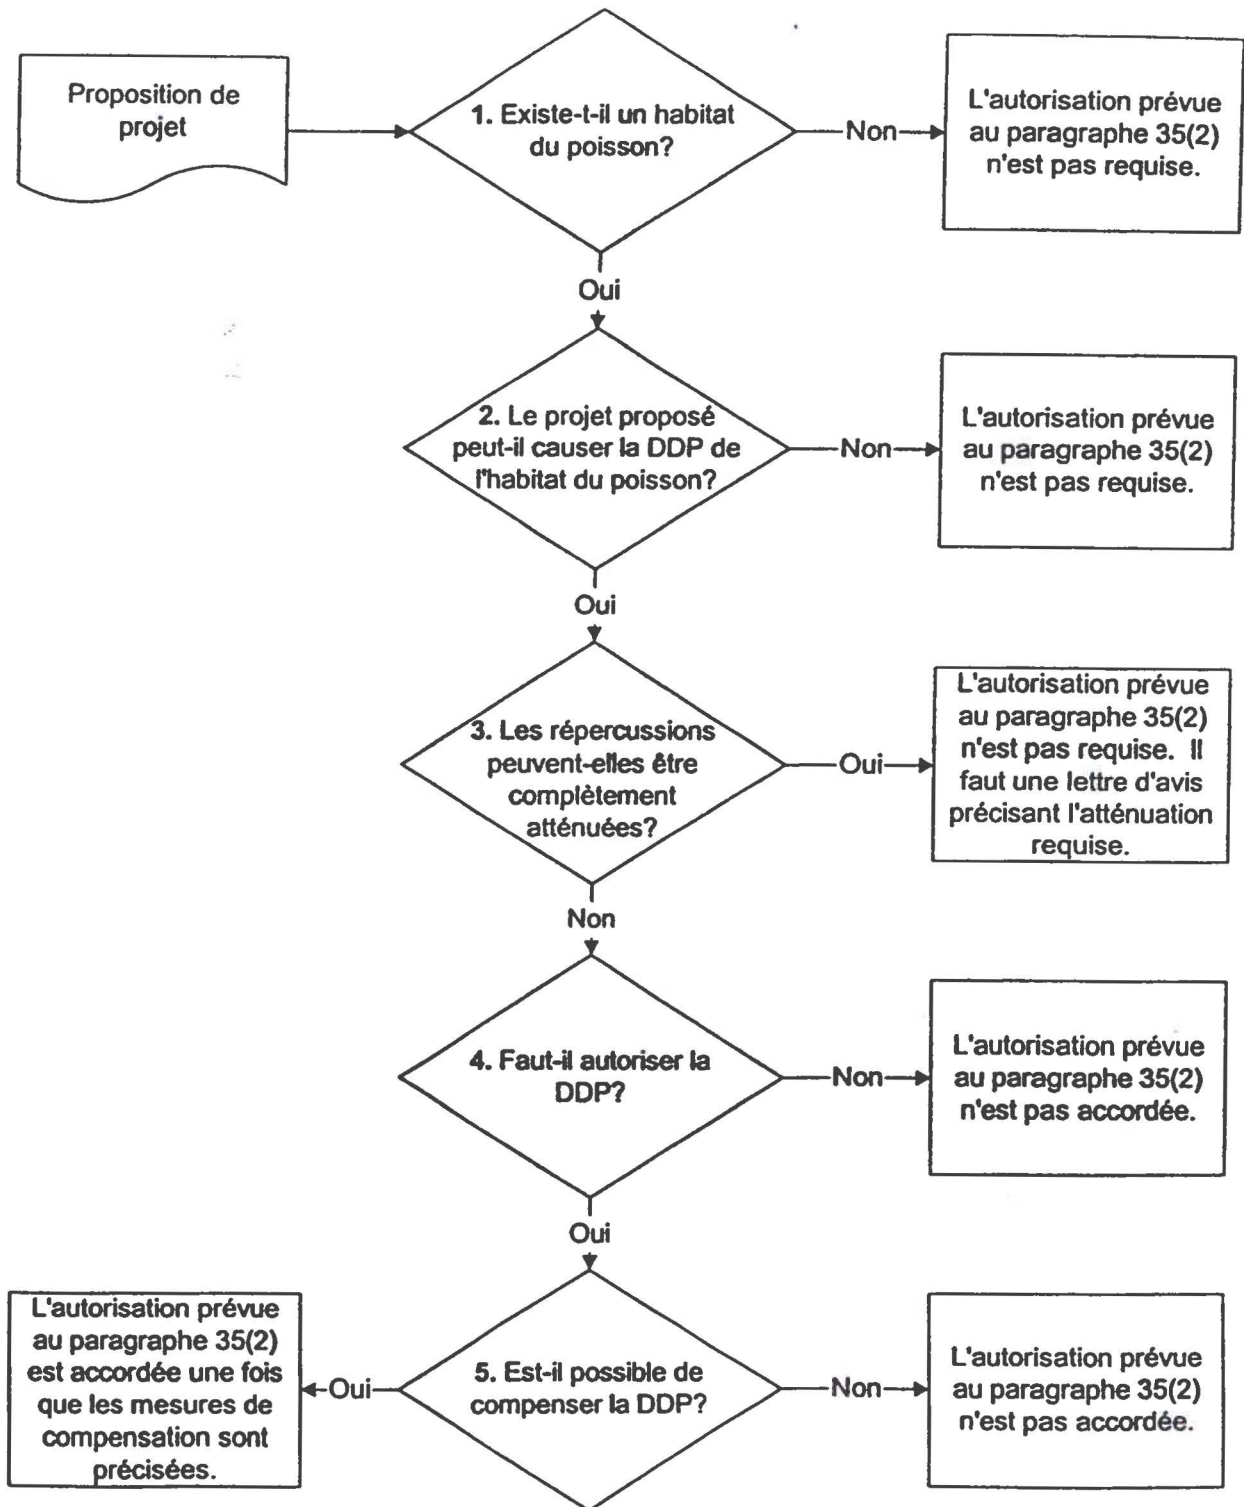 Proposition de
projet
1. Existe-t-il un habitat
du poisson?
Non
L'autorisation prévue
au paragraphe 35(2)
n'est pas requise.
Oui
2. Le projet proposé
peut-il causer la DDP de
l'habitat du poisson?
Non
L'autorisation prévue
au paragraphe 35(2)
n'est pas requise.
Oui
3. Les répercussions
peuvent-elles être
complètement
atténuées?
Oui
L'autorisation prévue
au paragraphe 35(2)
n'est pas requise. Il
faut une lettre d'avis
précisant l'atténuation
requise.
Non
4. Faut-il autoriser la
DDP?
Non
L'autorisation prévue
au paragraphe 35(2)
n'est pas accordée.
Oui
5. Est-il possible de
compenser la DDP?
Oui
L'autorisation prévue
au paragraphe 35(2)
est accordée une fois
que les mesures de
compensation sont
précisées.
Non
L'autorisation prévue
au paragraphe 35(2)
n'est pas accordée.